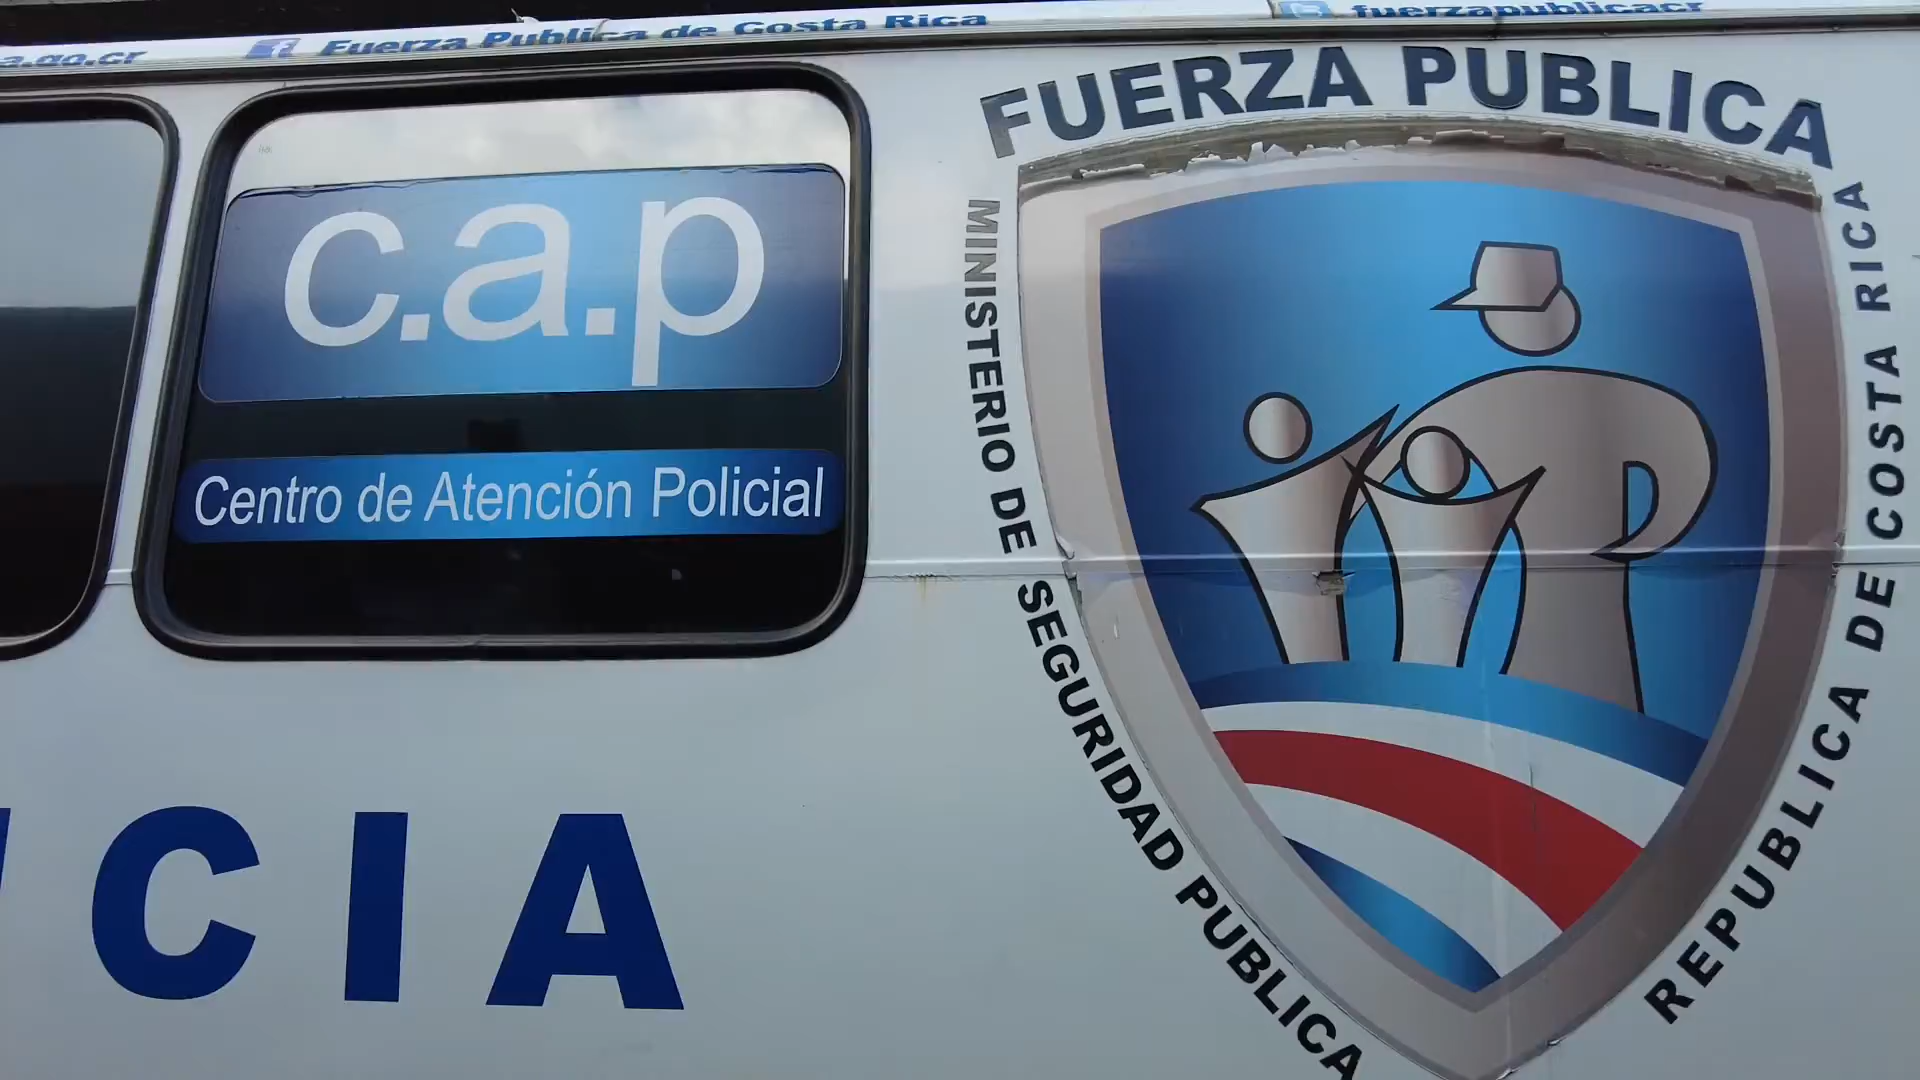 Fuerza Publica de Costa Rica
fuerzapublicacr
c.a.p
Centro de Atención Policial
FUERZA PUBLICA
MINISTERIO DE SEGURIDAD PUBLICA
REPUBLICA DE COSTA RICA
CIA